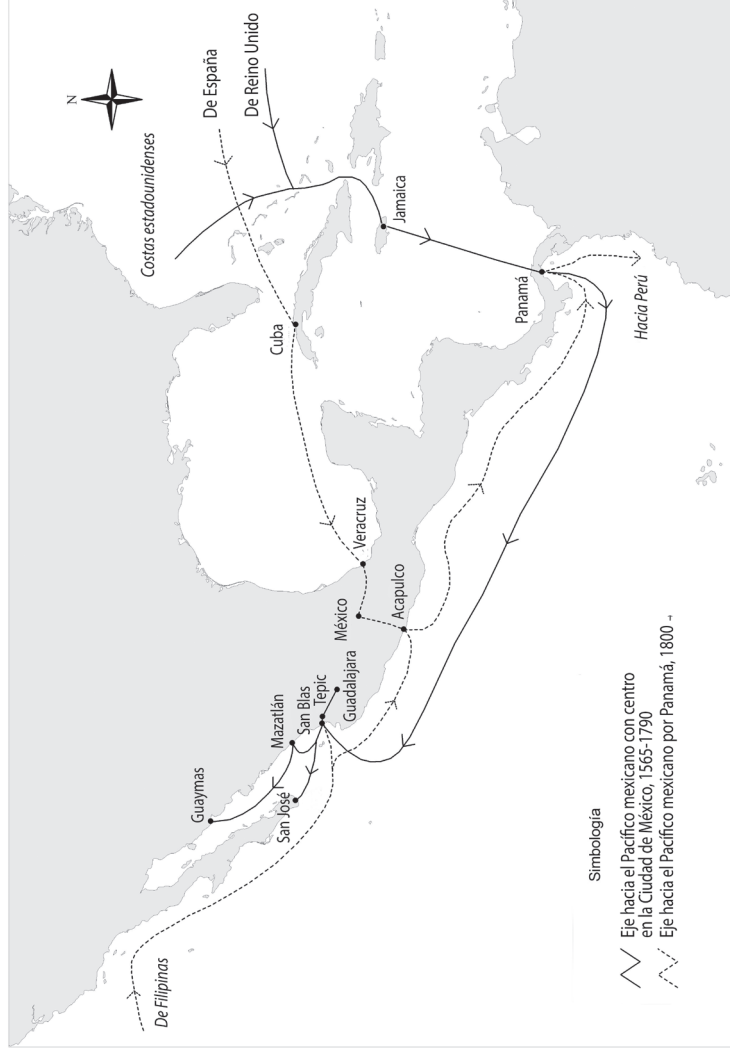 N
Costas estadounidenses
De España
De Reino Unido
Cuba
Jamaica
Panamá
Hacia Perú
Veracruz
México
Acapulco
Guadalajara
Tepic
San Blas
Mazatlán
San José
Guaymas
De Filipinas
Simbología
Eje hacia el Pacífico mexicano con centro
en la Ciudad de México, 1565-1790
Eje hacia el Pacífico mexicano por Panamá, 1800